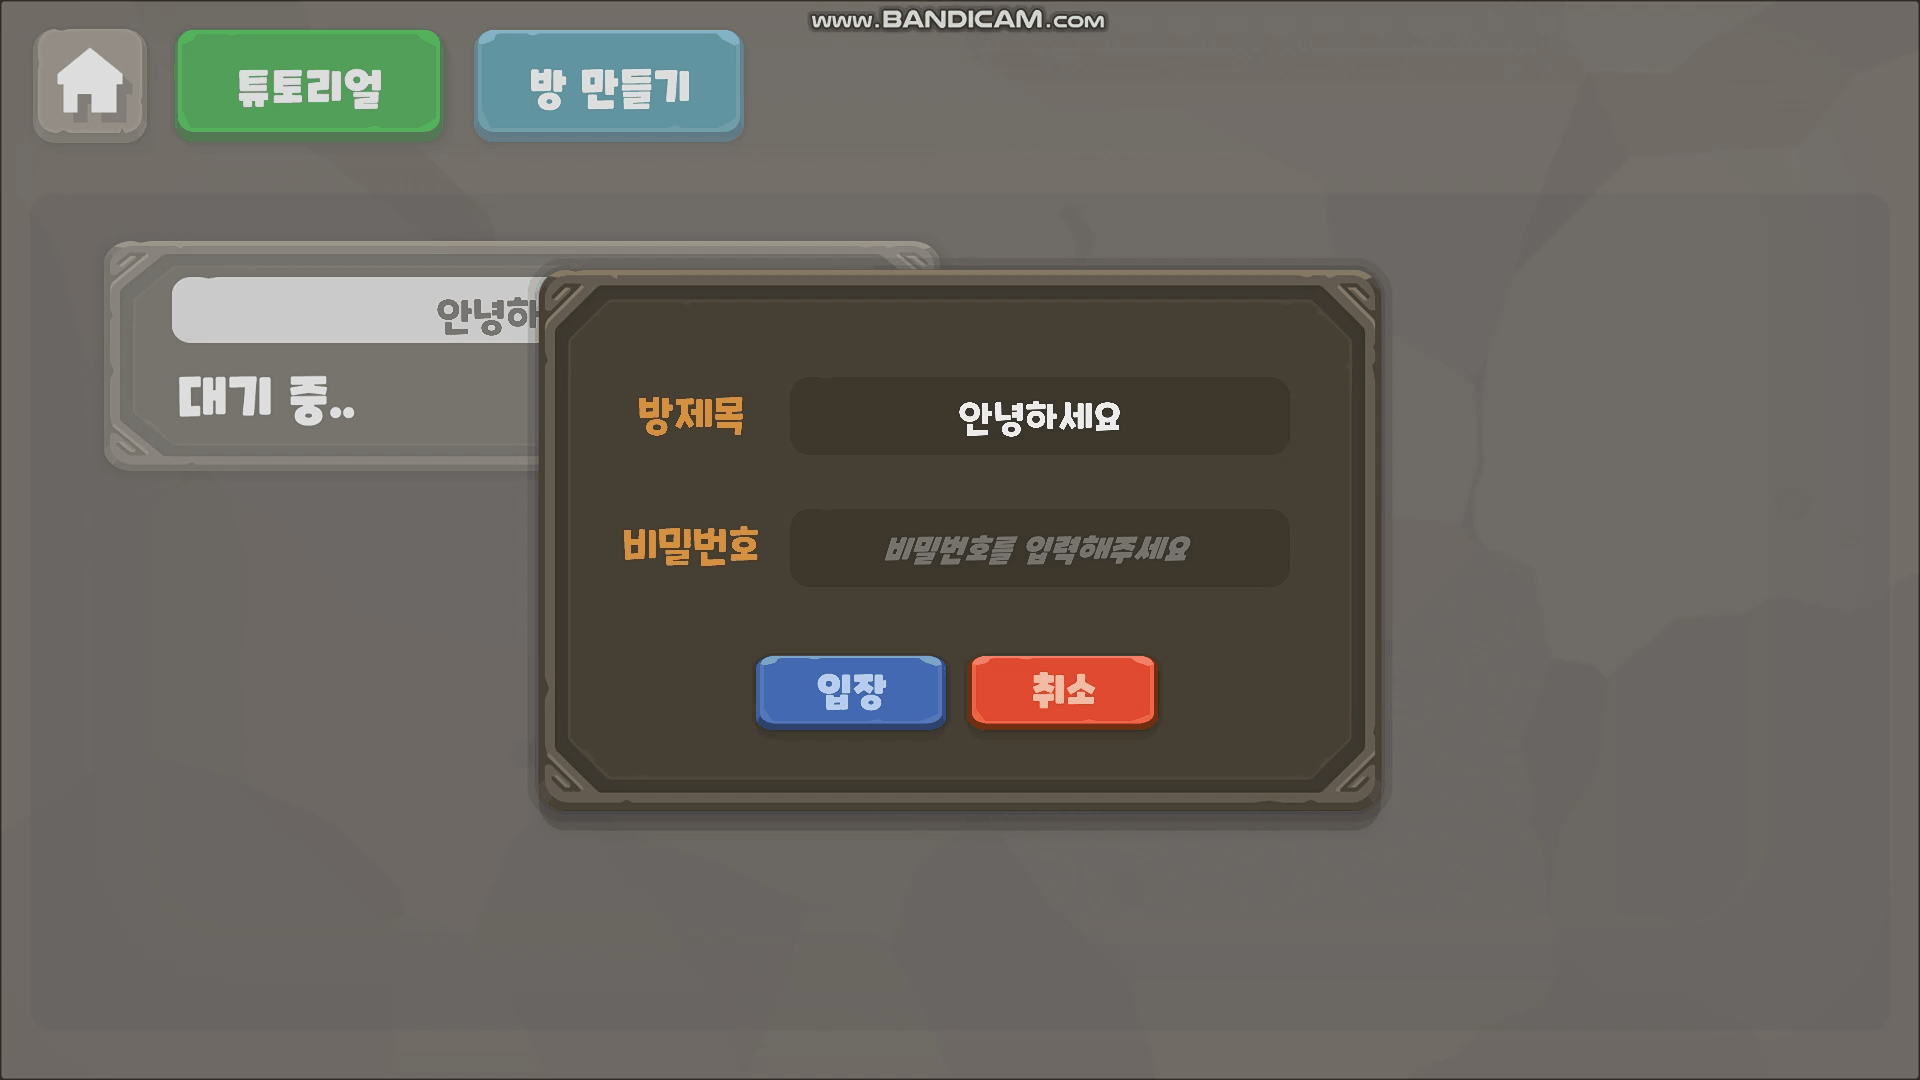 www.BANDICAM.com
튜토리얼
방 만들기
안녕하
대기 중..
방제목
안녕하세요
비밀번호
비밀번호를 입력해주세요
입장
취소